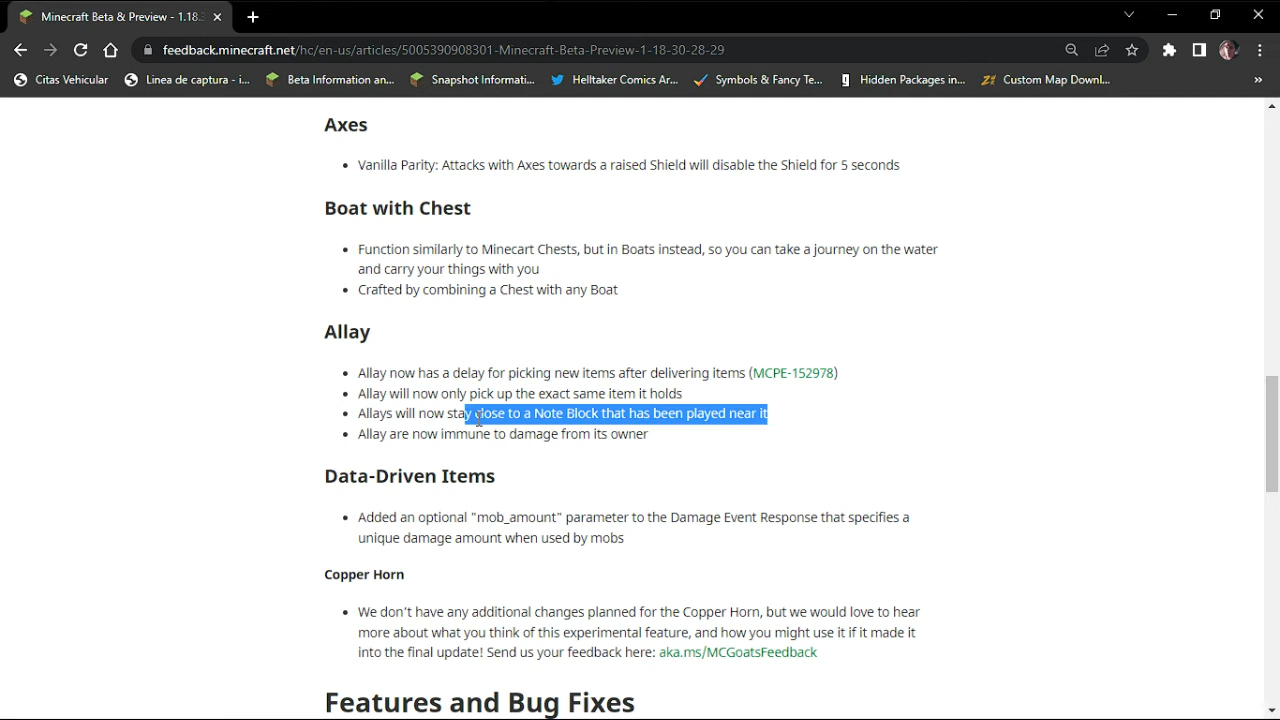 Minecraft Beta & Preview - 1.18.3
feedback.minecraft.net/hc/en-us/articles/5005390908301-Minecraft-Beta-Preview-1-18-30-28-29
Citas Vehicular
Linea de captura - i...
Beta Information an...
Snapshot Informati...
Helltaker Comics Ar...
Symbols & Fancy Te...
Hidden Packages in...
Custom Map Downl...
»
Axes
• Vanilla Parity: Attacks with Axes towards a raised Shield will disable the Shield for 5 seconds
Boat with Chest
• Function similarly to Minecart Chests, but in Boats instead, so you can take a journey on the water
and carry your things with you
• Crafted by combining a Chest with any Boat
Allay
• Allay now has a delay for picking new items after delivering items (MCPE-152978)
• Allay will now only pick up the exact same item it holds
• Allays will now stay close to a Note Block that has been played near it
• Allay are now immune to damage from its owner
Data-Driven Items
• Added an optional "mob_amount" parameter to the Damage Event Response that specifies a
unique damage amount when used by mobs
Copper Horn
• We don't have any additional changes planned for the Copper Horn, but we would love to hear
more about what you think of this experimental feature, and how you might use it if it made it
into the final update! Send us your feedback here: aka.ms/MCGoatsFeedback
Features and Bug Fixes